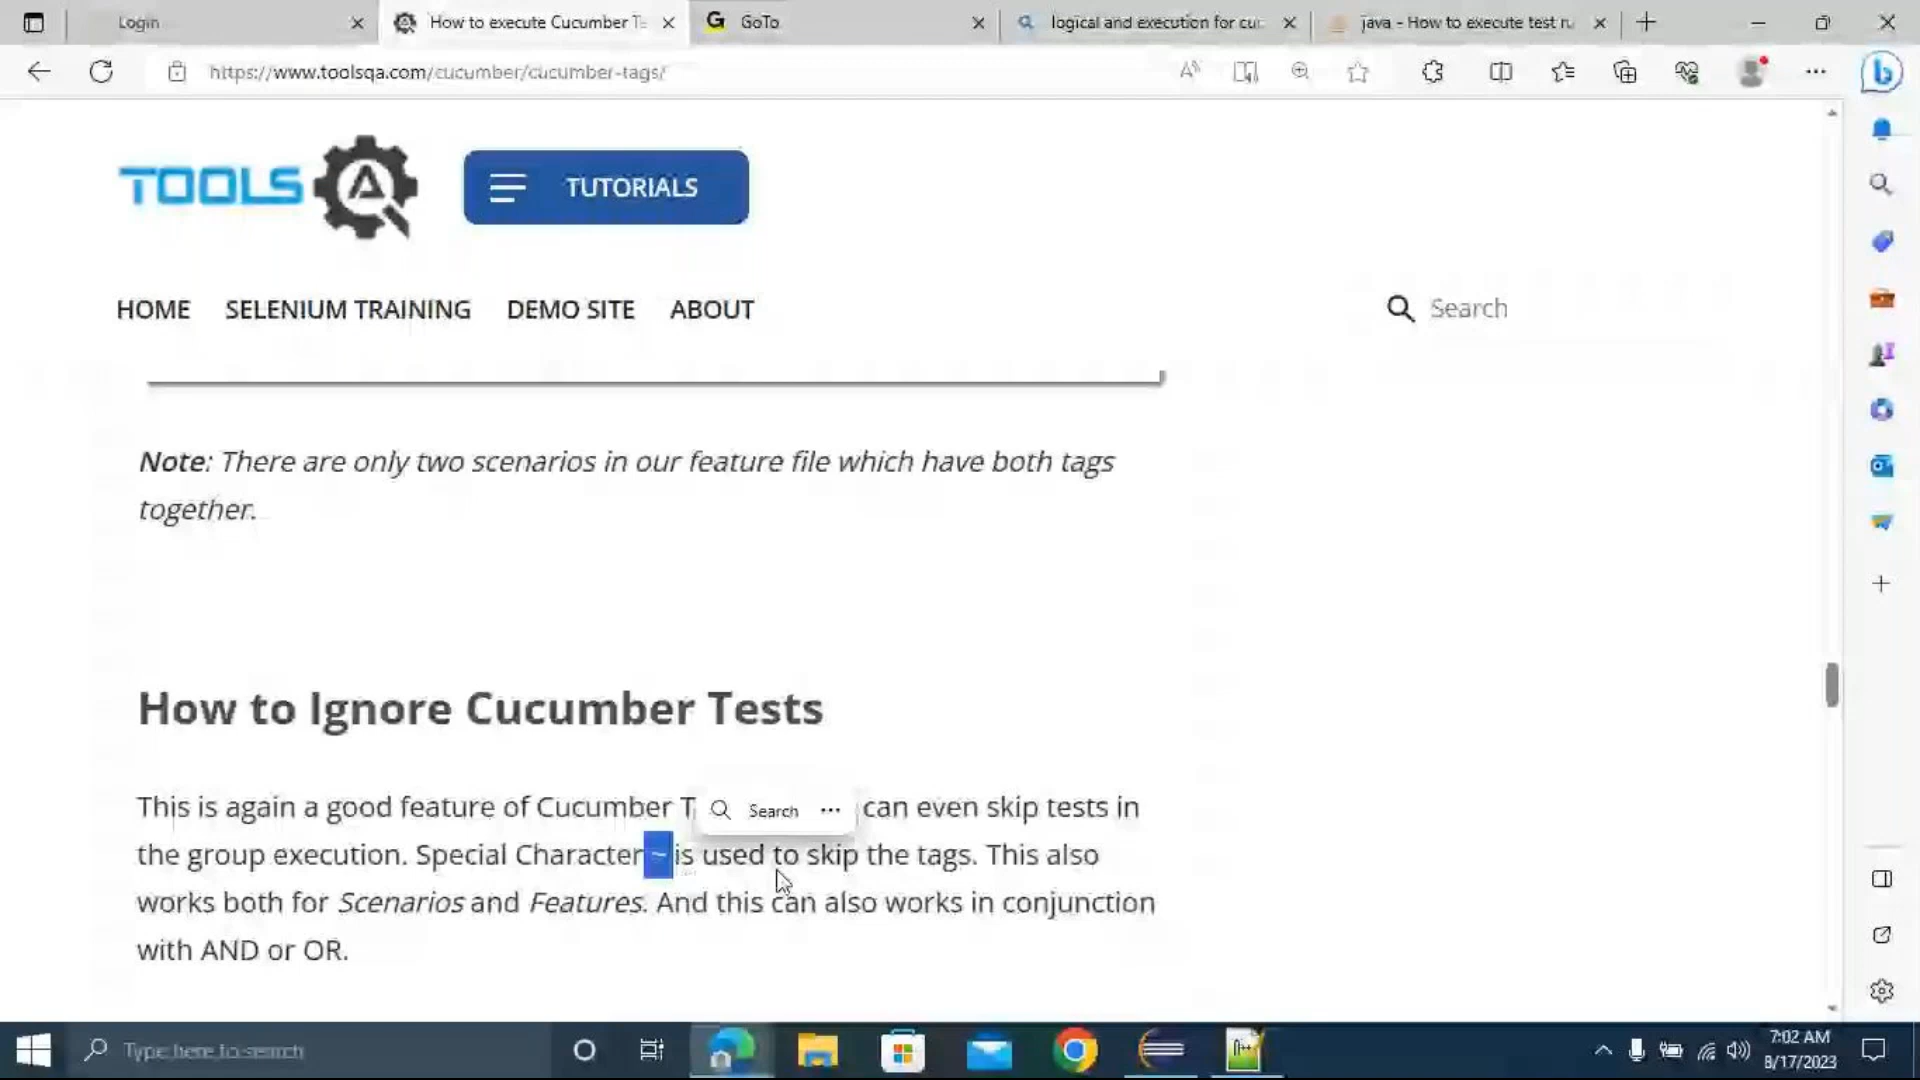 Login
How to execute Cucumber Te
GoTo
logical and execution for cu
java - How to execute test ru
https://www.toolsqa.com/cucumber/cucumber-tags/
TOOLS
TUTORIALS
HOME SELENIUM TRAINING DEMO SITE ABOUT
Search
Note: There are only two scenarios in our feature file which have both tags
together.
How to Ignore Cucumber Tests
This is again a good feature of Cucumber T can even skip tests in
Search
the group execution. Special Character ~ is used to skip the tags. This also
works both for Scenarios and Features. And this can also works in conjunction
with AND or OR.
Type here to search
7:02 AM
8/17/2023